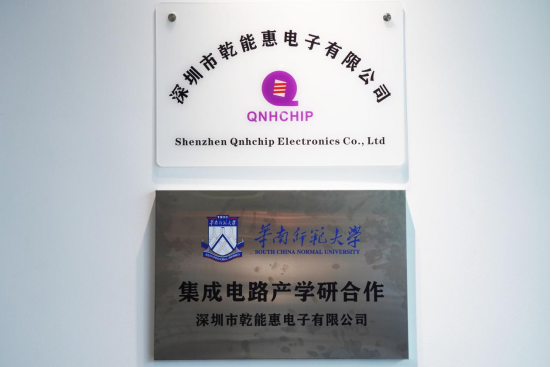 深圳市乾能惠电子有限公司
QNHCHIP
Shenzhen Qnhchip Electronics Co., Ltd
华南师范大学
SOUTH CHINA NORMAL UNIVERSITY
集成电路产学研合作
深圳市乾能惠电子有限公司